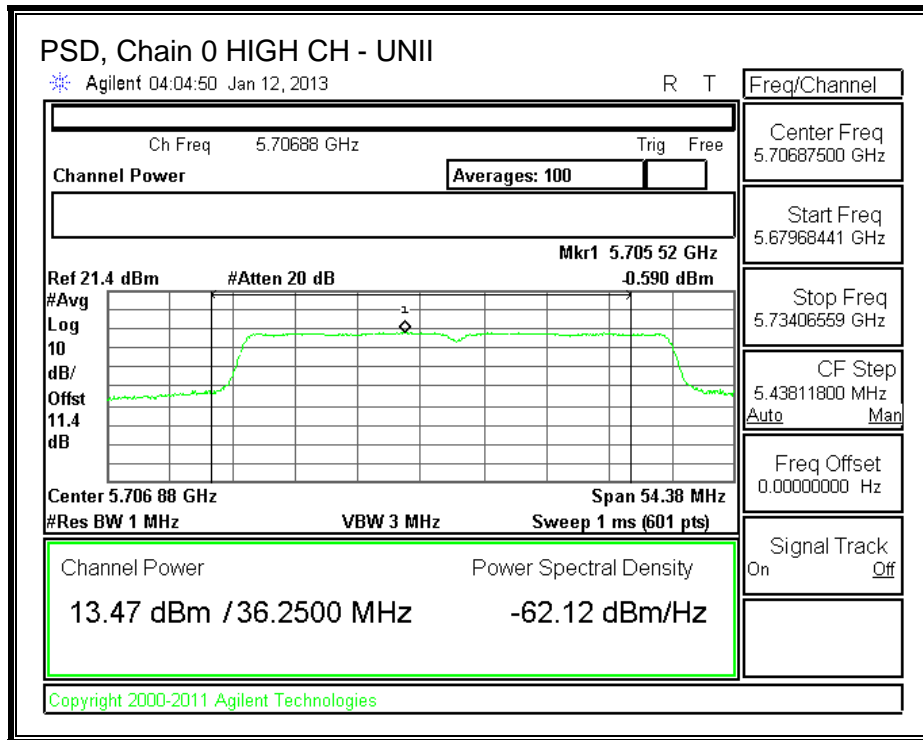 PSD, Chain 0 HIGH CH - UNII
Agilent 04:04:50 Jan 12, 2013 R T
Freq/Channel
Ch Freq 5.70688 GHz Trig Free
Channel Power Averages: 100
Mkr1 5.705 52 GHz
Ref 21.4 dBm #Atten 20 dB -0.590 dBm
#Avg
Log
10
dB/
Offst
11.4
dB
1
Center 5.706 88 GHz Span 54.38 MHz
#Res BW 1 MHz VBW 3 MHz Sweep 1 ms (601 pts)
Channel Power Power Spectral Density
13.47 dBm / 36.2500 MHz -62.12 dBm/Hz
Copyright 2000-2011 Agilent Technologies
Center Freq
5.70687500 GHz
Start Freq
5.67968441 GHz
Stop Freq
5.73406559 GHz
CF Step
5.43811800 MHz
Auto Man
Freq Offset
0.00000000 Hz
Signal Track
On Off